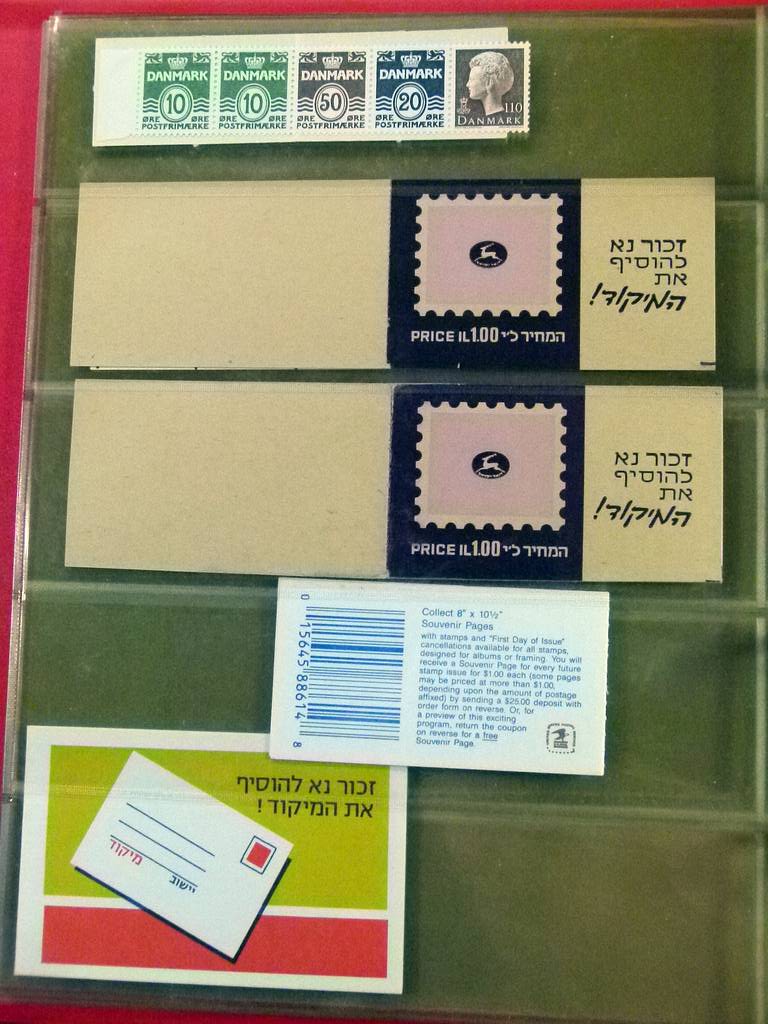 DANMARK
10
ØRE ØRE
POSTFRIMÆRKE
DANMARK
10
ØRE ØRE
POSTFRIMÆRKE
DANMARK
50
ØRE ØRE
POSTFRIMÆRKE
DANMARK
20
ØRE ØRE
POSTFRIMÆRKE
110
DANMARK
PRICE IL1.00 המחיר ל"י
זכור נא
להוסיף
את
המיקוד!
PRICE IL1.00 המחיר ל"י
זכור נא
להוסיף
את
המיקוד!
0 15645 88614 8
Collect 8" x 10½"
Souvenir Pages
with stamps and "First Day of Issue"
cancellations available for all stamps,
designed for albums or framing. You will
receive a Souvenir Page for every future
stamp issue for $1.00 each (some pages
may be priced at more than $1.00,
depending upon the amount of postage
affixed) by sending a $25.00 deposit with
order form on reverse. Or, for
a preview of this exciting
program, return the coupon
on reverse for a free
Souvenir Page.
זכור נא להוסיף
את המיקוד!
מיקוד
יישוב